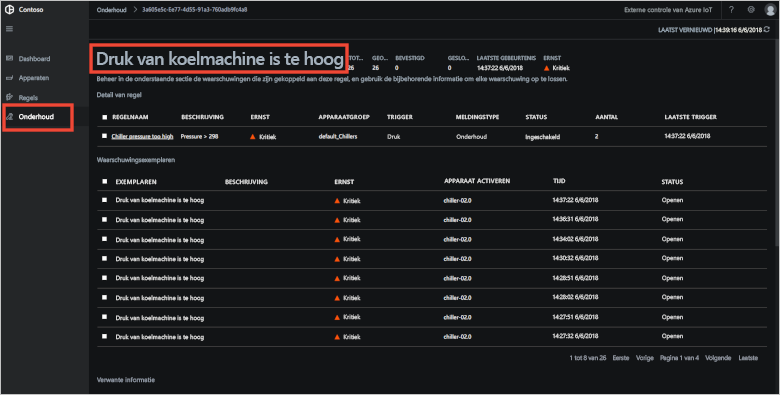 Contoso
Onderhoud > 3a605e5c-Ee77-4d55-91a3-760adb9fc4a8
Externe controle van Azure IoT
?
LAATST VERNIEUWD |14:39:16 6/6/2018
Dashboard
Apparaten
Regels
Onderhoud
Druk van koelmachine is te hoog
TOT... GEO... BEVESTIGD GESLO... LAATSTE GEBEURTENIS ERNST
26 26 0 0 14:37:22 6/6/2018 Kritiek
Beheer in de onderstaande sectie de waarschuwingen die zijn gekoppeld aan deze regel, en gebruik de bijbehorende informatie om elke waarschuwing op te lossen.
Detail van regel
REGELNAAM BESCHRIJVING ERNST APPARAATGROEP TRIGGER MELDINGSTYPE STATUS AANTAL LAATSTE TRIGGER
Chiller pressure too high Pressure > 298 Kritiek default_Chillers Druk Onderhoud Ingeschakeld 2 14:37:22 6/6/2018
Waarschuwingsexemplaren
EXEMPLAREN BESCHRIJVING ERNST APPARAAT ACTIVEREN TIJD STATUS
Druk van koelmachine is te hoog Kritiek chiller-02.0 14:37:22 6/6/2018 Openen
Druk van koelmachine is te hoog Kritiek chiller-02.0 14:36:31 6/6/2018 Openen
Druk van koelmachine is te hoog Kritiek chiller-02.0 14:34:02 6/6/2018 Openen
Druk van koelmachine is te hoog Kritiek chiller-02.0 14:30:32 6/6/2018 Openen
Druk van koelmachine is te hoog Kritiek chiller-02.0 14:28:51 6/6/2018 Openen
Druk van koelmachine is te hoog Kritiek chiller-02.0 14:28:02 6/6/2018 Openen
Druk van koelmachine is te hoog Kritiek chiller-02.0 14:27:51 6/6/2018 Openen
Druk van koelmachine is te hoog Kritiek chiller-02.0 14:27:32 6/6/2018 Openen
1 tot 8 van 26 Eerste Vorige Pagina 1 van 4 Volgende Laatste
Verwante informatie